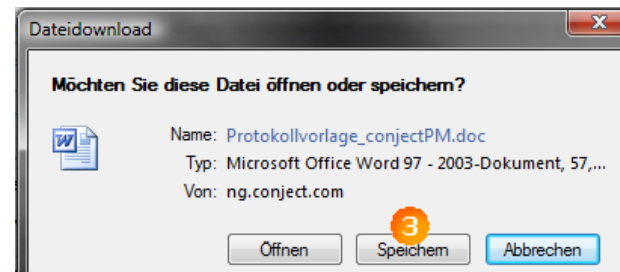 Dateidownload
Möchten Sie diese Datei öffnen oder speichern?
Name: Protokollvorlage_conjectPM.doc
Typ: Microsoft Office Word 97 - 2003-Dokument, 57,...
Von: ng.conject.com
3
Öffnen Speichern Abbrechen